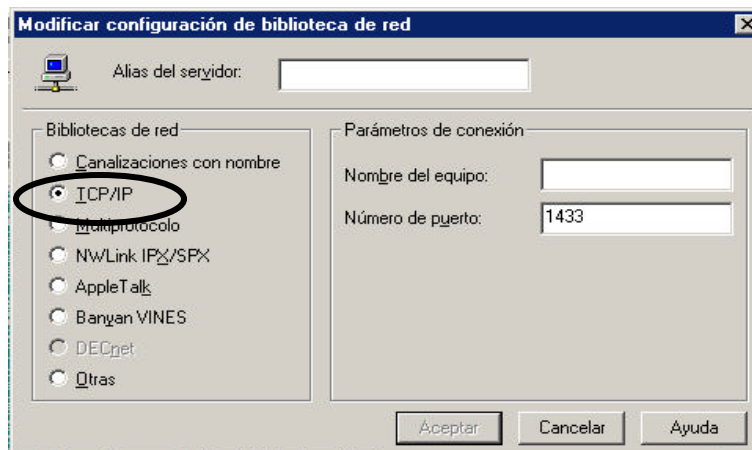 Modificar configuración de biblioteca de red
Alias del servidor:
Bibliotecas de red
Canalizaciones con nombre
TCP/IP
Multiprotocolo
NWLink IPX/SPX
AppleTalk
Banyan VINES
DECnet
Otras
Parámetros de conexión
Nombre del equipo:
Número de puerto: 1433
Aceptar Cancelar Ayuda